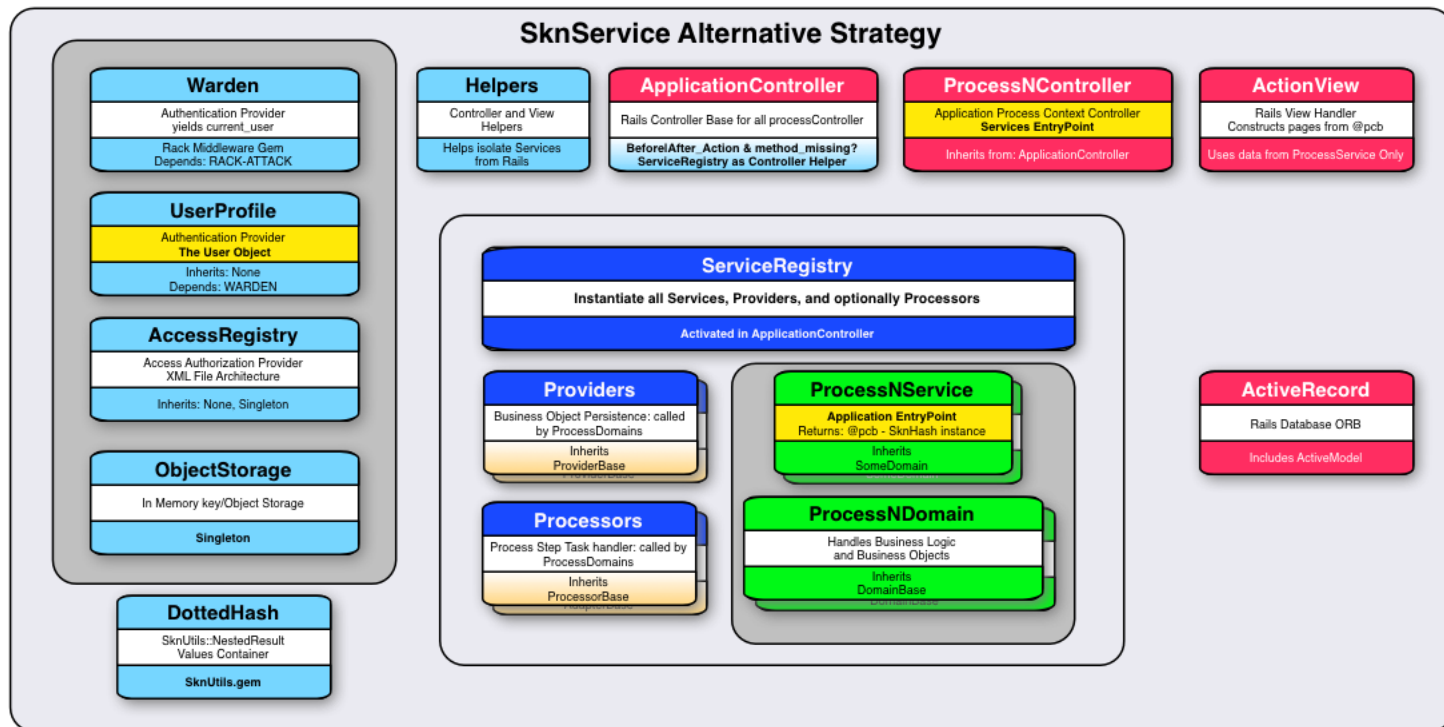 SknService Alternative Strategy
Warden
Authentication Provider
yields current_user
Rack Middleware Gem
Depends: RACK-ATTACK
Helpers
Controller and View
Helpers
Helps isolate Services
from Rails
ApplicationController
Rails Controller Base for all processController
BeforelAfter_Action & method_missing?
ServiceRegistry as Controller Helper
ProcessNController
Application Process Context Controller
Services EntryPoint
Inherits from: ApplicationController
ActionView
Rails View Handler
Constructs pages from @pcb
Uses data from ProcessService Only
UserProfile
Authentication Provider
The User Object
Inherits: None
Depends: WARDEN
AccessRegistry
Access Authorization Provider
XML File Architecture
Inherits: None, Singleton
ObjectStorage
In Memory key/Object Storage
Singleton
DottedHash
SknUtils::NestedResult
Values Container
SknUtils.gem
ServiceRegistry
Instantiate all Services, Providers, and optionally Processors
Activated in ApplicationController
Providers
Business Object Persistence: called
by ProcessDomains
Inherits
ProviderBase
ProviderBase
Processors
Process Step Task handler: called by
ProcessDomains
Inherits
ProcessorBase
AdapterBase
ProcessNService
Application EntryPoint
Returns: @pcb - SknHash instance
Inherits
SomeDomain
SomeDomain
ProcessNDomain
Handles Business Logic
and Business Objects
Inherits
DomainBase
DomainBase
ActiveRecord
Rails Database ORB
Includes ActiveModel